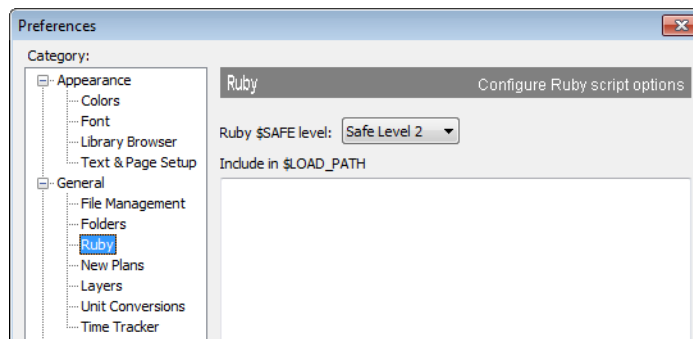 Preferences
Category:
Appearance
Colors
Font
Library Browser
Text & Page Setup
General
File Management
Folders
Ruby
New Plans
Layers
Unit Conversions
Time Tracker
Ruby Configure Ruby script options
Ruby $SAFE level: Safe Level 2
Include in $LOAD_PATH